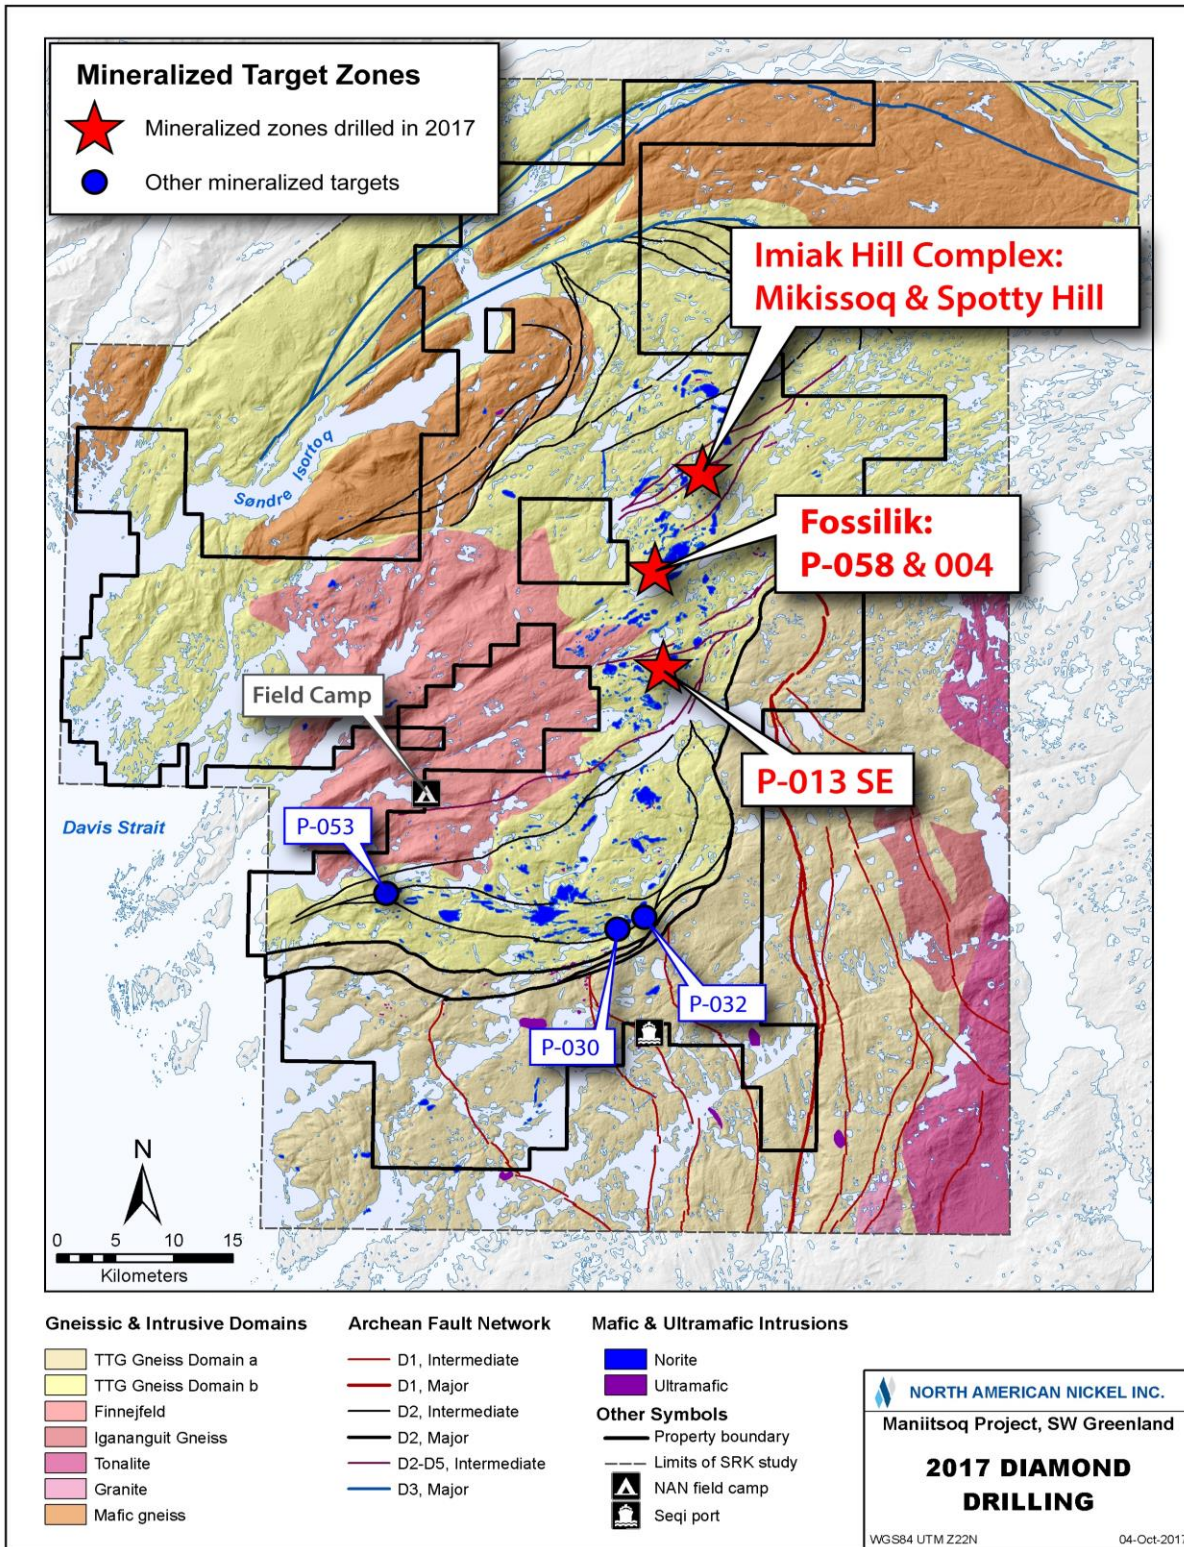 Mineralized Target Zones
Mineralized zones drilled in 2017
Other mineralized targets
Imiak Hill Complex:
Mikissoq & Spotty Hill
Søndre Isortoq
Fossilik:
P-058 & 004
Field Camp
P-013 SE
Davis Strait
P-053
P-032
P-030
N
0 5 10 15
Kilometers
Gneissic & Intrusive Domains
TTG Gneiss Domain a
TTG Gneiss Domain b
Finnejfeld
Igananguit Gneiss
Tonalite
Granite
Mafic gneiss
Archean Fault Network
D1, Intermediate
D1, Major
D2, Intermediate
D2, Major
D2-D5, Intermediate
D3, Major
Mafic & Ultramafic Intrusions
Norite
Ultramafic
Other Symbols
Property boundary
Limits of SRK study
NAN field camp
Seqi port
NORTH AMERICAN NICKEL INC.
Maniitsoq Project, SW Greenland
2017 DIAMOND
DRILLING
WGS84 UTM Z22N 04-Oct-2017